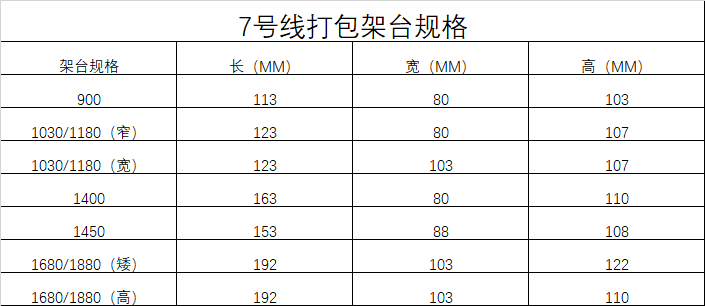 7号线打包架台规格
架台规格 长（MM） 宽（MM） 高（MM）
900 113 80 103
1030/1180（窄） 123 80 107
1030/1180（宽） 123 103 107
1400 163 80 110
1450 153 88 108
1680/1880（矮） 192 103 122
1680/1880（高） 192 103 110